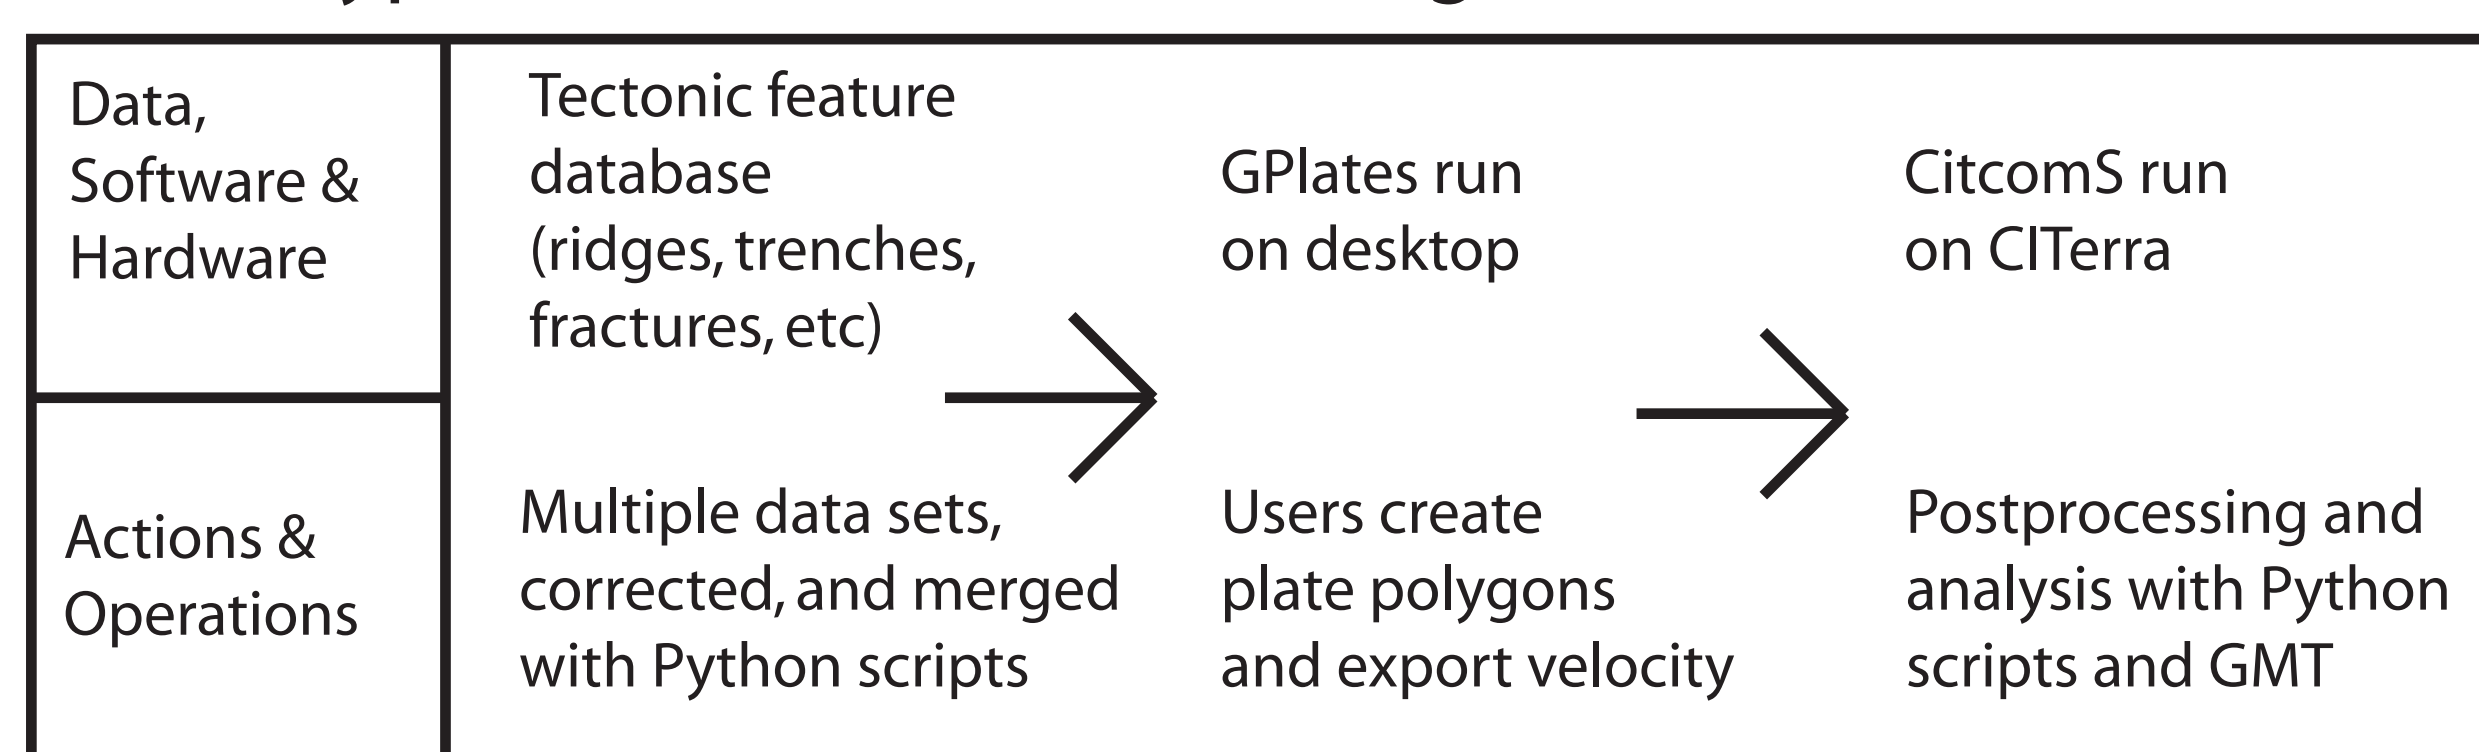 Data,
Software &
Hardware
Tectonic feature
database
(ridges, trenches,
fractures, etc)
GPlates run
on desktop
CitcomS run
on CITerra
Actions &
Operations
Multiple data sets,
corrected, and merged
with Python scripts
Users create
plate polygons
and export velocity
Postprocessing and
analysis with Python
scripts and GMT